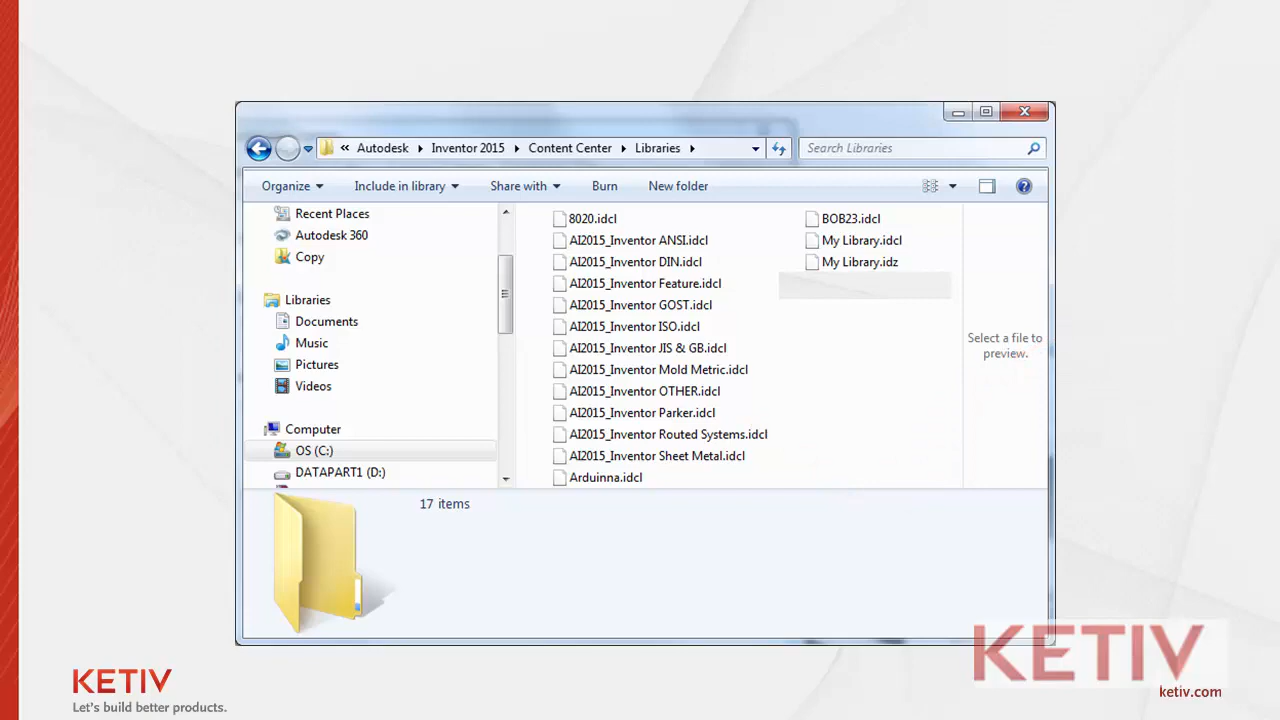 « Autodesk Inventor 2015 Content Center Libraries Search Libraries
Organize Include in library Share with Burn New folder
Recent Places
Autodesk 360
Copy
Libraries
Documents
Music
Pictures
Videos
Computer
OS (C:)
DATAPART1 (D:)
8020.idcl
AI2015_Inventor ANSI.idcl
AI2015_Inventor DIN.idcl
AI2015_Inventor Feature.idcl
AI2015_Inventor GOST.idcl
AI2015_Inventor ISO.idcl
AI2015_Inventor JIS & GB.idcl
AI2015_Inventor Mold Metric.idcl
AI2015_Inventor OTHER.idcl
AI2015_Inventor Parker.idcl
AI2015_Inventor Routed Systems.idcl
AI2015_Inventor Sheet Metal.idcl
Arduinna.idcl
BOB23.idcl
My Library.idcl
My Library.idz
Select a file to
preview.
17 items
KETIV
Let's build better products.
KETIV
ketiv.com